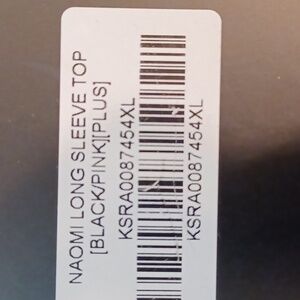 NAOMI LONG SLEEVE TOP
[BLACK/PINK][PLUS]
KSRA0087454XL
KSRA0087454XL